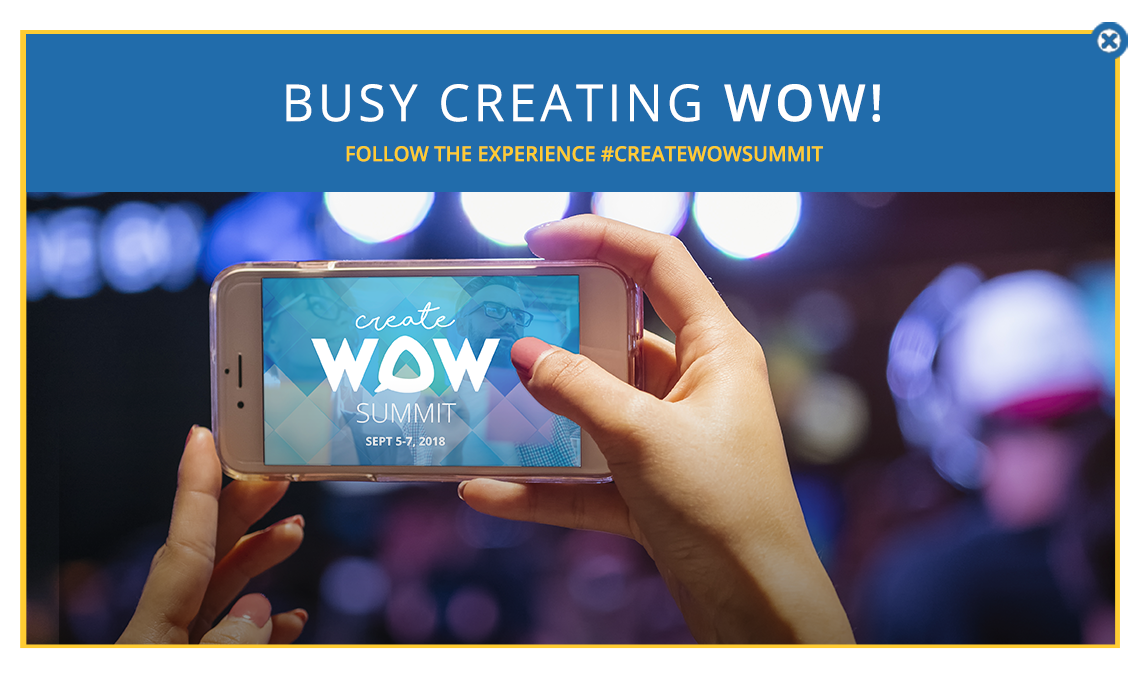 BUSY CREATING WOW!
FOLLOW THE EXPERIENCE #CREATEWOWSUMMIT
create
WOW
SUMMIT
SEPT 5-7, 2018